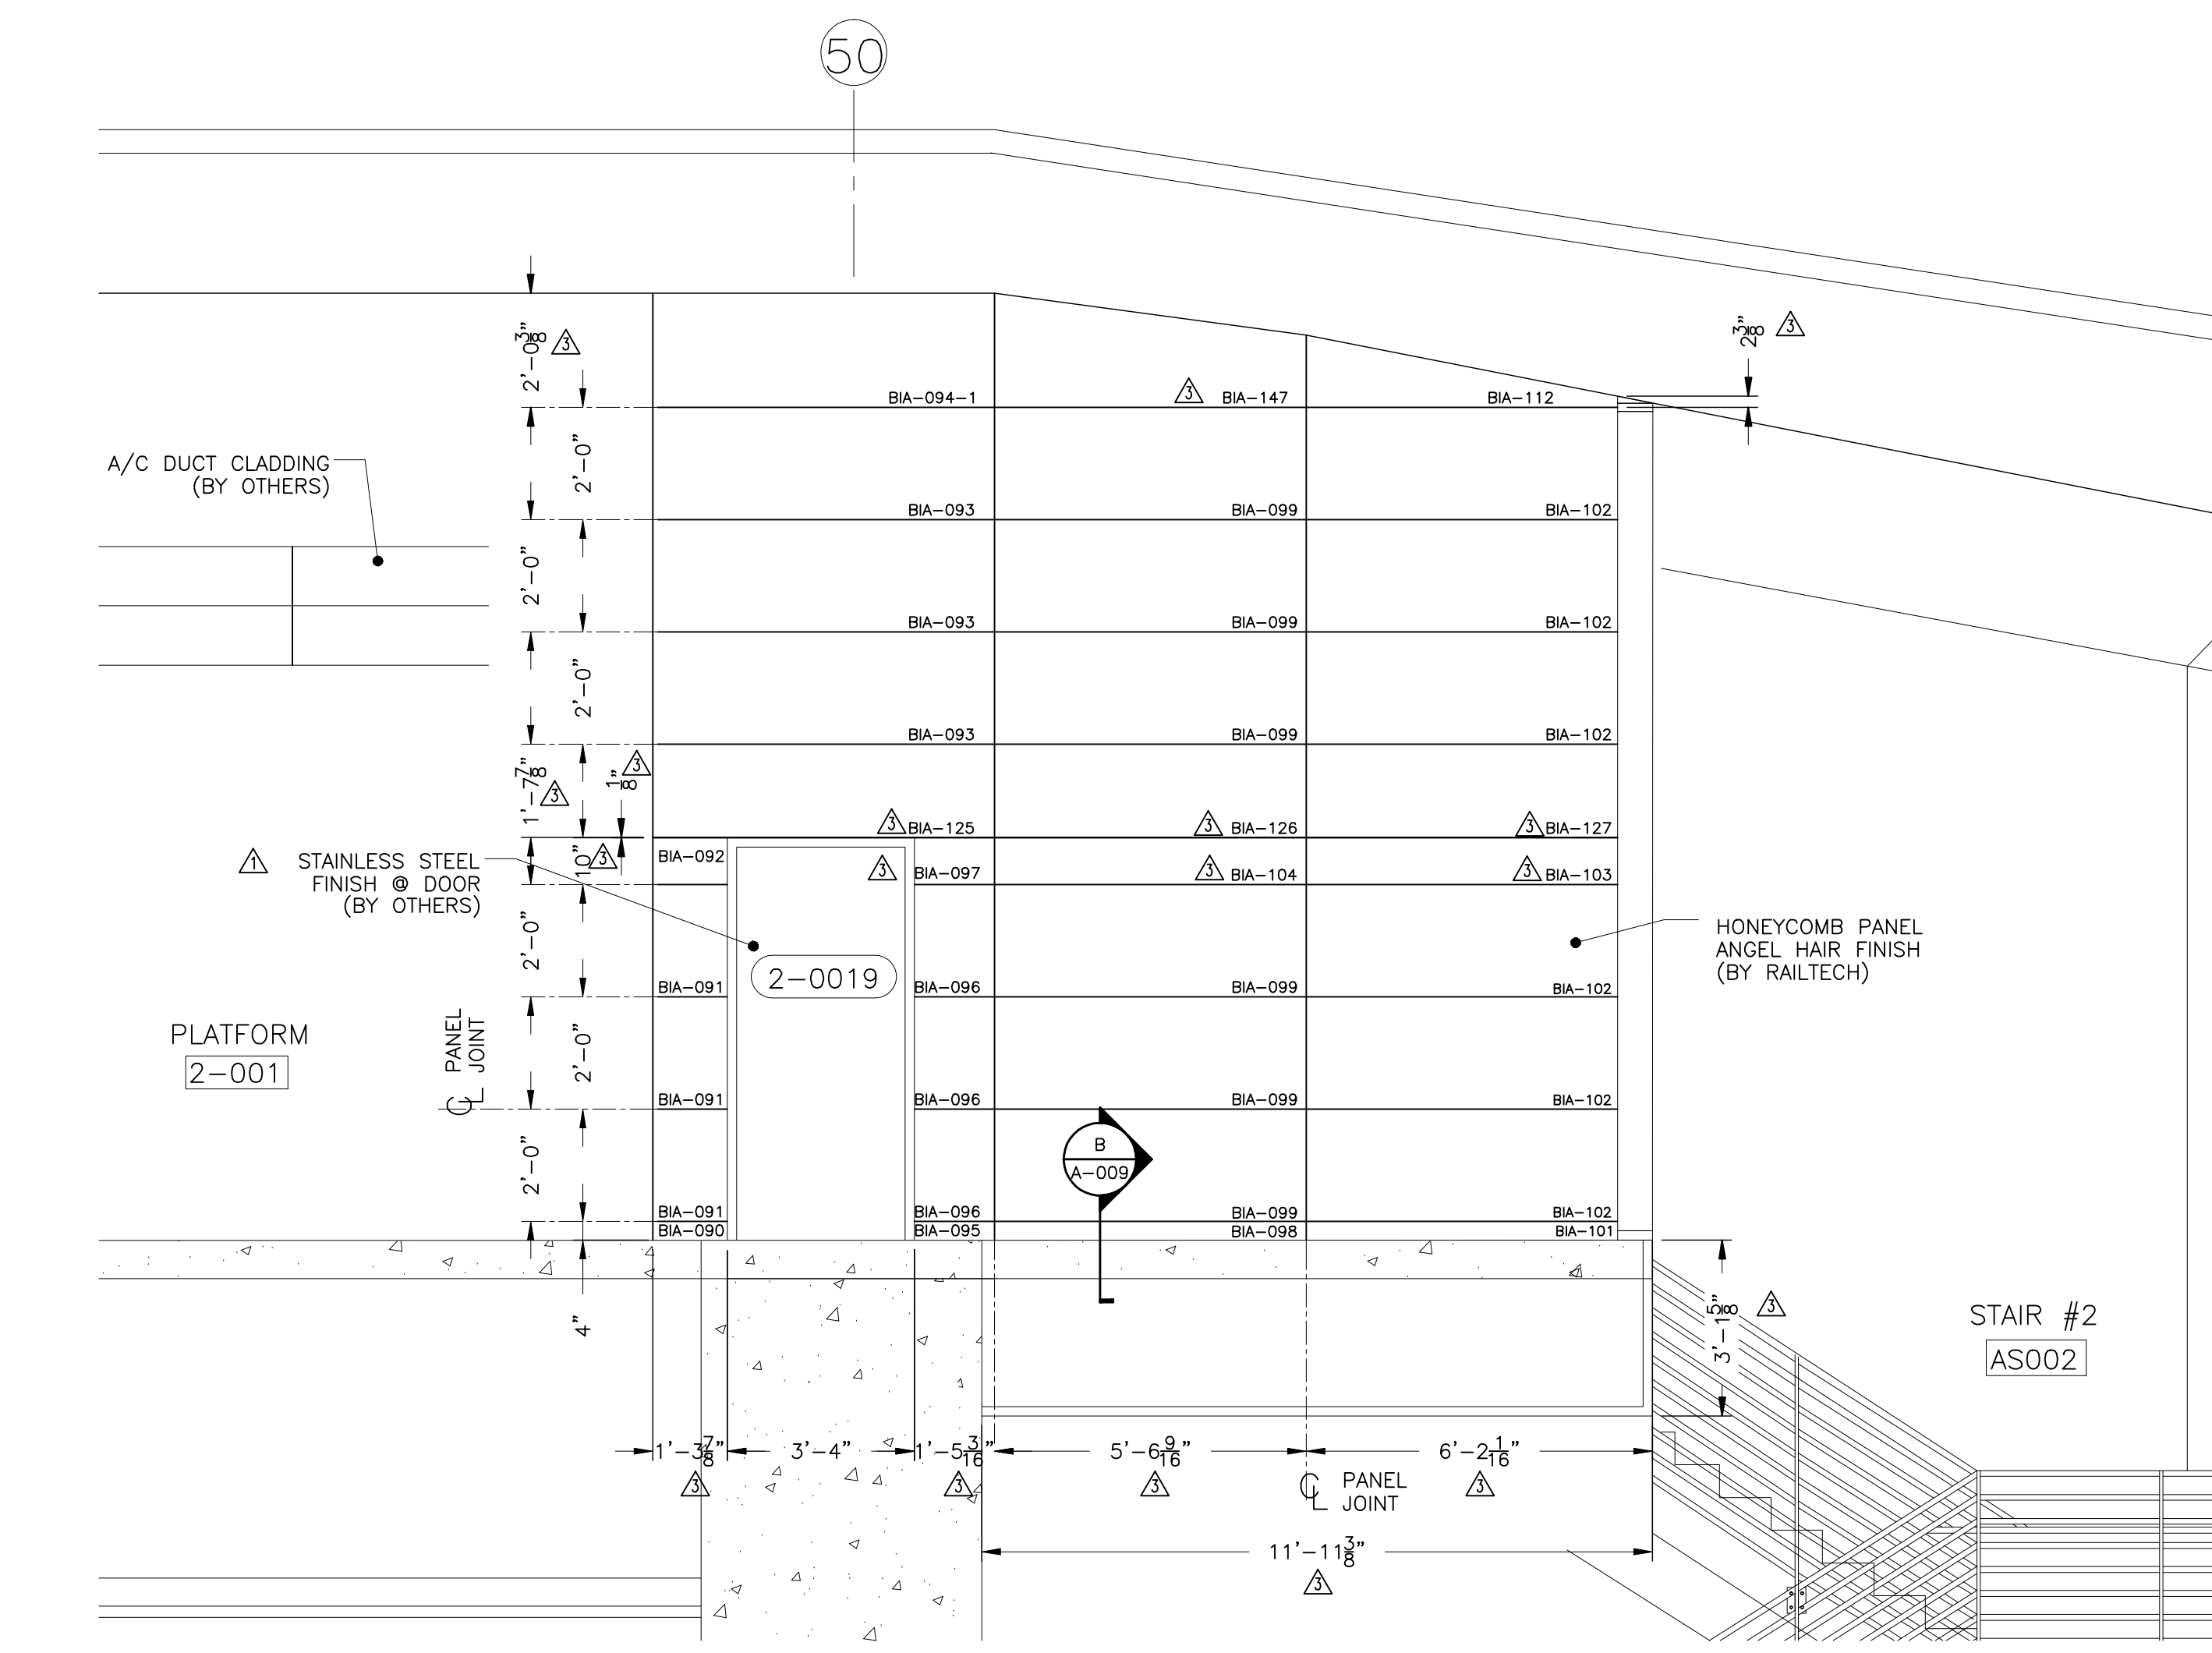 50
2'-0 3/8"
3
2 3/8"
3
BIA-094-1
3
BIA-147
BIA-112
A/C DUCT CLADDING
(BY OTHERS)
2'-0"
BIA-093
BIA-099
BIA-102
2'-0"
BIA-093
BIA-099
BIA-102
2'-0"
BIA-093
BIA-099
BIA-102
1'-7 7/8"
3
1/8"
3
3
BIA-125
3
BIA-126
3
BIA-127
1
STAINLESS STEEL
FINISH @ DOOR
(BY OTHERS)
10"
3
BIA-092
3
BIA-097
3
BIA-104
3
BIA-103
HONEYCOMB PANEL
ANGEL HAIR FINISH
(BY RAILTECH)
2'-0"
2-0019
BIA-091
BIA-096
BIA-099
BIA-102
PLATFORM
2-001
CL PANEL
JOINT
2'-0"
BIA-091
BIA-096
BIA-099
BIA-102
B
A-009
2'-0"
BIA-091
BIA-096
BIA-099
BIA-102
BIA-090
BIA-095
BIA-098
BIA-101
4"
3'-1 5/8"
3
STAIR #2
AS002
1'-3 7/8"
3'-4"
1'-5 3/16"
5'-6 9/16"
6'-2 1/16"
3
3
3
3
CL PANEL
JOINT
11'-11 3/8"
3